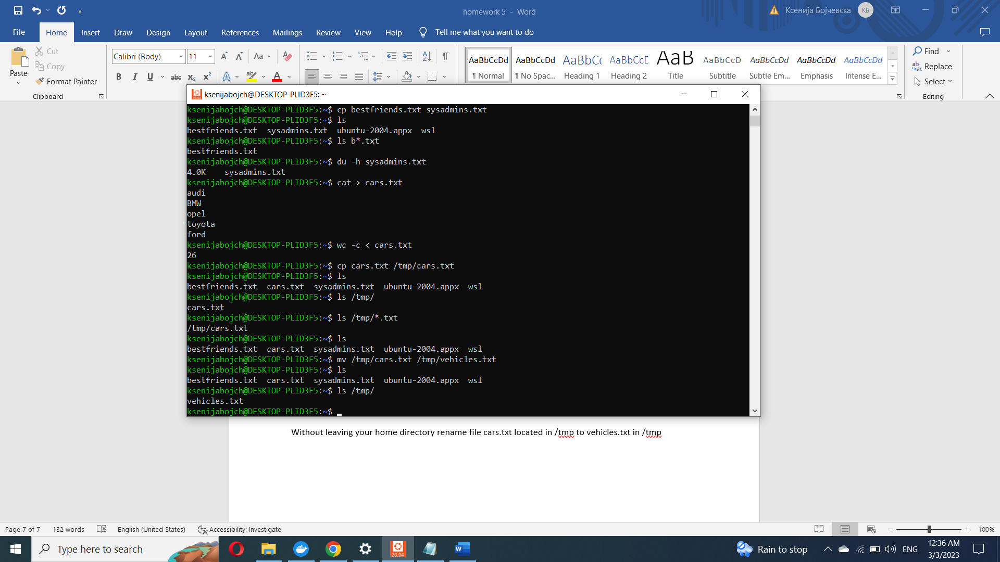 homework 5 - Word
Ксенија Бојчевска
КБ
File Home Insert Draw Design Layout References Mailings Review View Help Tell me what you want to do
Paste
Cut
Copy
Format Painter
Clipboard
Calibri (Body) 11
Aa
B I U abc x₂ x² A ab A
AaBbCcDd
¶ Normal
AaBbCcDd
¶ No Spac...
AaBbCc
Heading 1
AaBbCcD
Heading 2
AaB
Title
AaBbCcD
Subtitle
AaBbCcDd
Subtle Em...
AaBbCcDd
Emphasis
AaBbCcDd
Intense E...
Find
Replace
Select
Editing
ksenijabojch@DESKTOP-PLID3F5: ~
ksenijabojch@DESKTOP-PLID3F5:~$ cp bestfriends.txt sysadmins.txt
ksenijabojch@DESKTOP-PLID3F5:~$ ls
bestfriends.txt  sysadmins.txt  ubuntu-2004.appx  wsl
ksenijabojch@DESKTOP-PLID3F5:~$ ls b*.txt
bestfriends.txt
ksenijabojch@DESKTOP-PLID3F5:~$ du -h sysadmins.txt
4.0K    sysadmins.txt
ksenijabojch@DESKTOP-PLID3F5:~$ cat > cars.txt
audi
BMW
opel
toyota
ford
ksenijabojch@DESKTOP-PLID3F5:~$ wc -c < cars.txt
26
ksenijabojch@DESKTOP-PLID3F5:~$ cp cars.txt /tmp/cars.txt
ksenijabojch@DESKTOP-PLID3F5:~$ ls
bestfriends.txt  cars.txt  sysadmins.txt  ubuntu-2004.appx  wsl
ksenijabojch@DESKTOP-PLID3F5:~$ ls /tmp/
cars.txt
ksenijabojch@DESKTOP-PLID3F5:~$ ls /tmp/*.txt
/tmp/cars.txt
ksenijabojch@DESKTOP-PLID3F5:~$ ls
bestfriends.txt  cars.txt  sysadmins.txt  ubuntu-2004.appx  wsl
ksenijabojch@DESKTOP-PLID3F5:~$ mv /tmp/cars.txt /tmp/vehicles.txt
ksenijabojch@DESKTOP-PLID3F5:~$ ls
bestfriends.txt  cars.txt  sysadmins.txt  ubuntu-2004.appx  wsl
ksenijabojch@DESKTOP-PLID3F5:~$ ls /tmp/
vehicles.txt
ksenijabojch@DESKTOP-PLID3F5:~$
Without leaving your home directory rename file cars.txt located in /tmp to vehicles.txt in /tmp
Page 7 of 7 132 words English (United States) Accessibility: Investigate 100%
Type here to search
20.04
Rain to stop
ENG
12:36 AM
3/3/2023